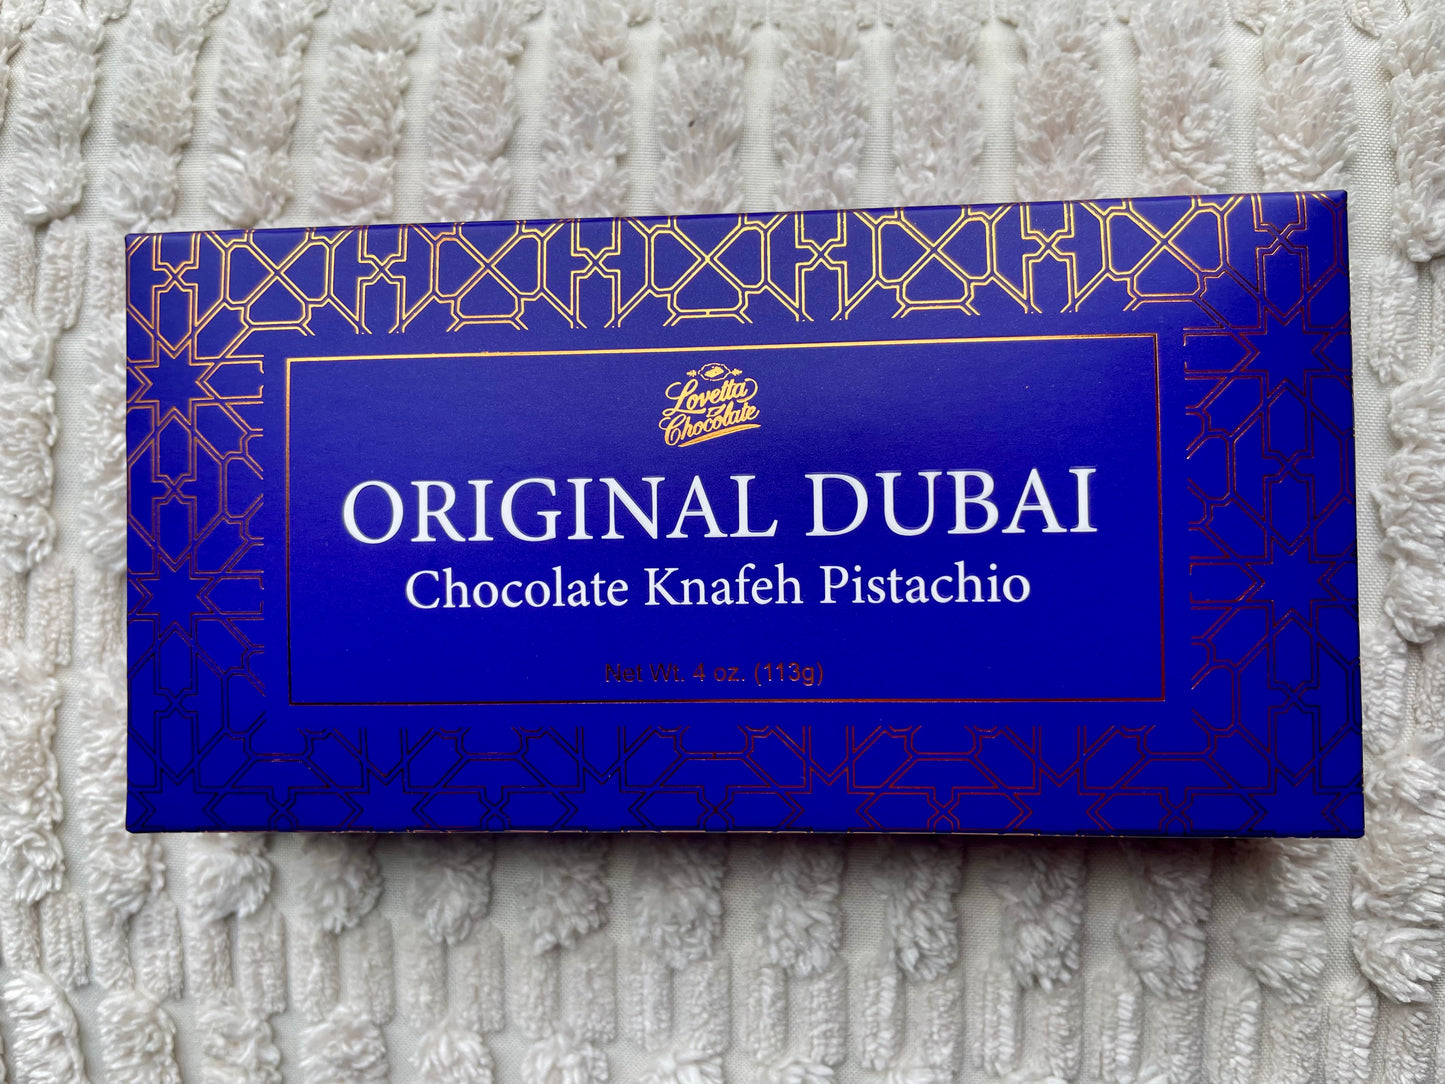 Lovetta
Chocolate
ORIGINAL DUBAI
Chocolate Knafeh Pistachio
Net Wt. 4 oz. (113g)